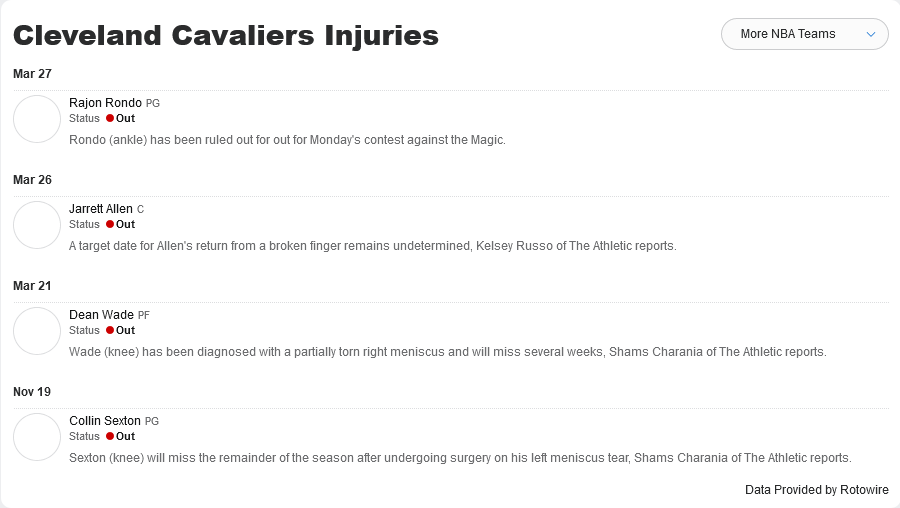 Cleveland Cavaliers Injuries
More NBA Teams
Mar 27
Rajon Rondo PG
Status Out
Rondo (ankle) has been ruled out for out for Monday's contest against the Magic.
Mar 26
Jarrett Allen C
Status Out
A target date for Allen's return from a broken finger remains undetermined, Kelsey Russo of The Athletic reports.
Mar 21
Dean Wade PF
Status Out
Wade (knee) has been diagnosed with a partially torn right meniscus and will miss several weeks, Shams Charania of The Athletic reports.
Nov 19
Collin Sexton PG
Status Out
Sexton (knee) will miss the remainder of the season after undergoing surgery on his left meniscus tear, Shams Charania of The Athletic reports.
Data Provided by Rotowire